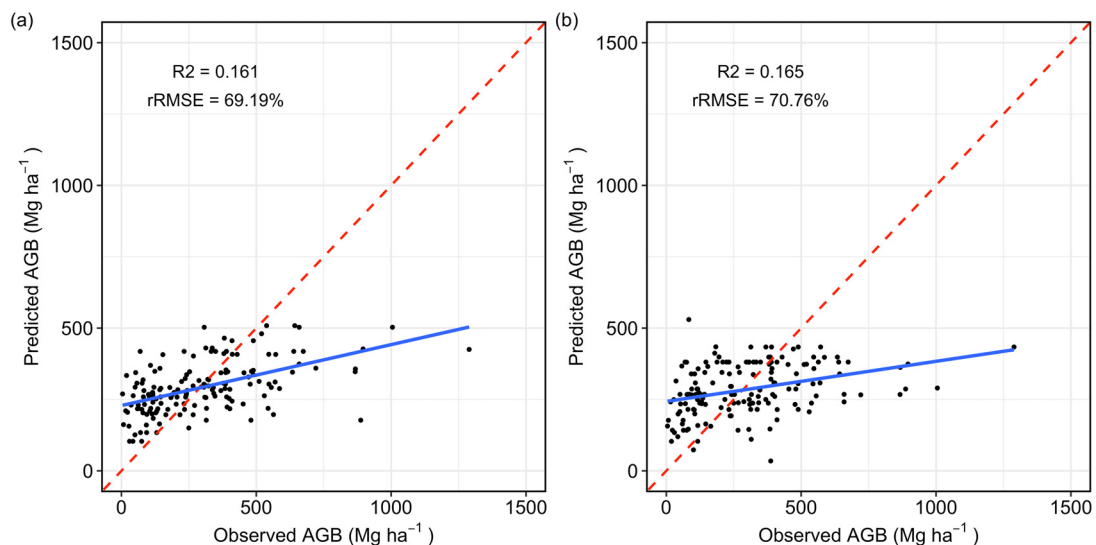 (a)
R2 = 0.161
rRMSE = 69.19%
1500
1000
500
0
Predicted AGB (Mg ha⁻¹ )
0 500 1000 1500
Observed AGB (Mg ha⁻¹ )
(b)
R2 = 0.165
rRMSE = 70.76%
1500
1000
500
0
Predicted AGB (Mg ha⁻¹ )
0 500 1000 1500
Observed AGB (Mg ha⁻¹ )